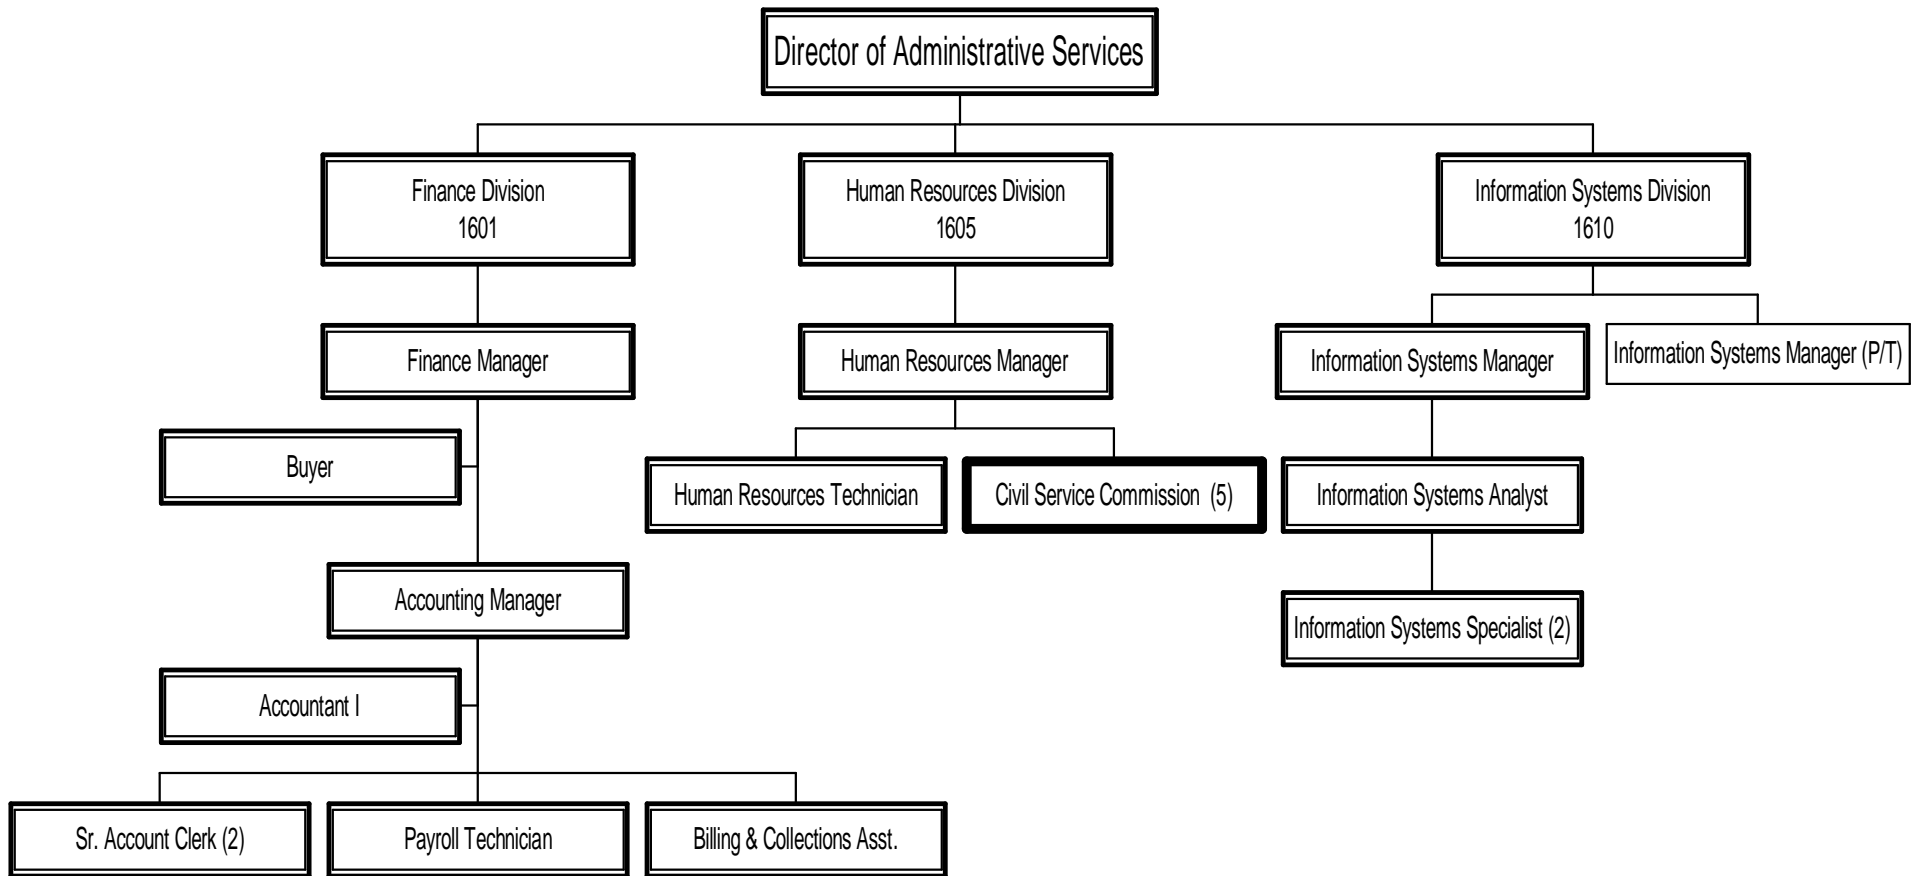 Director of Administrative Services
Finance Division
1601
Human Resources Division
1605
Information Systems Division
1610
Finance Manager
Human Resources Manager
Information Systems Manager
Information Systems Manager (P/T)
Buyer
Human Resources Technician
Civil Service Commission (5)
Information Systems Analyst
Accounting Manager
Information Systems Specialist (2)
Accountant I
Sr. Account Clerk (2)
Payroll Technician
Billing & Collections Asst.